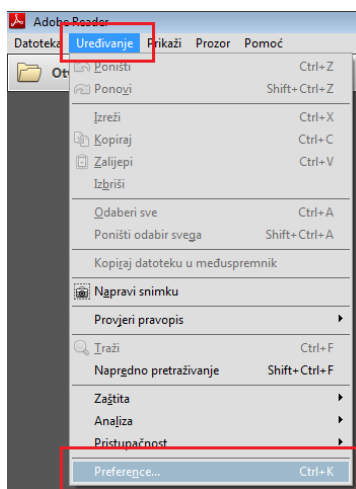 Adobe Reader
Datoteka Uređivanje Prikaži Prozor Pomoć
Poništi Ctrl+Z
Ponovi Shift+Ctrl+Z
Izreži Ctrl+X
Kopiraj Ctrl+C
Zalijepi Ctrl+V
Izbriši
Odaberi sve Ctrl+A
Poništi odabir svega Shift+Ctrl+A
Kopiraj datoteku u međuspremnik
Napravi snimku
Provjeri pravopis
Traži Ctrl+F
Napredno pretraživanje Shift+Ctrl+F
Zaštita
Analiza
Pristupačnost
Preference... Ctrl+K